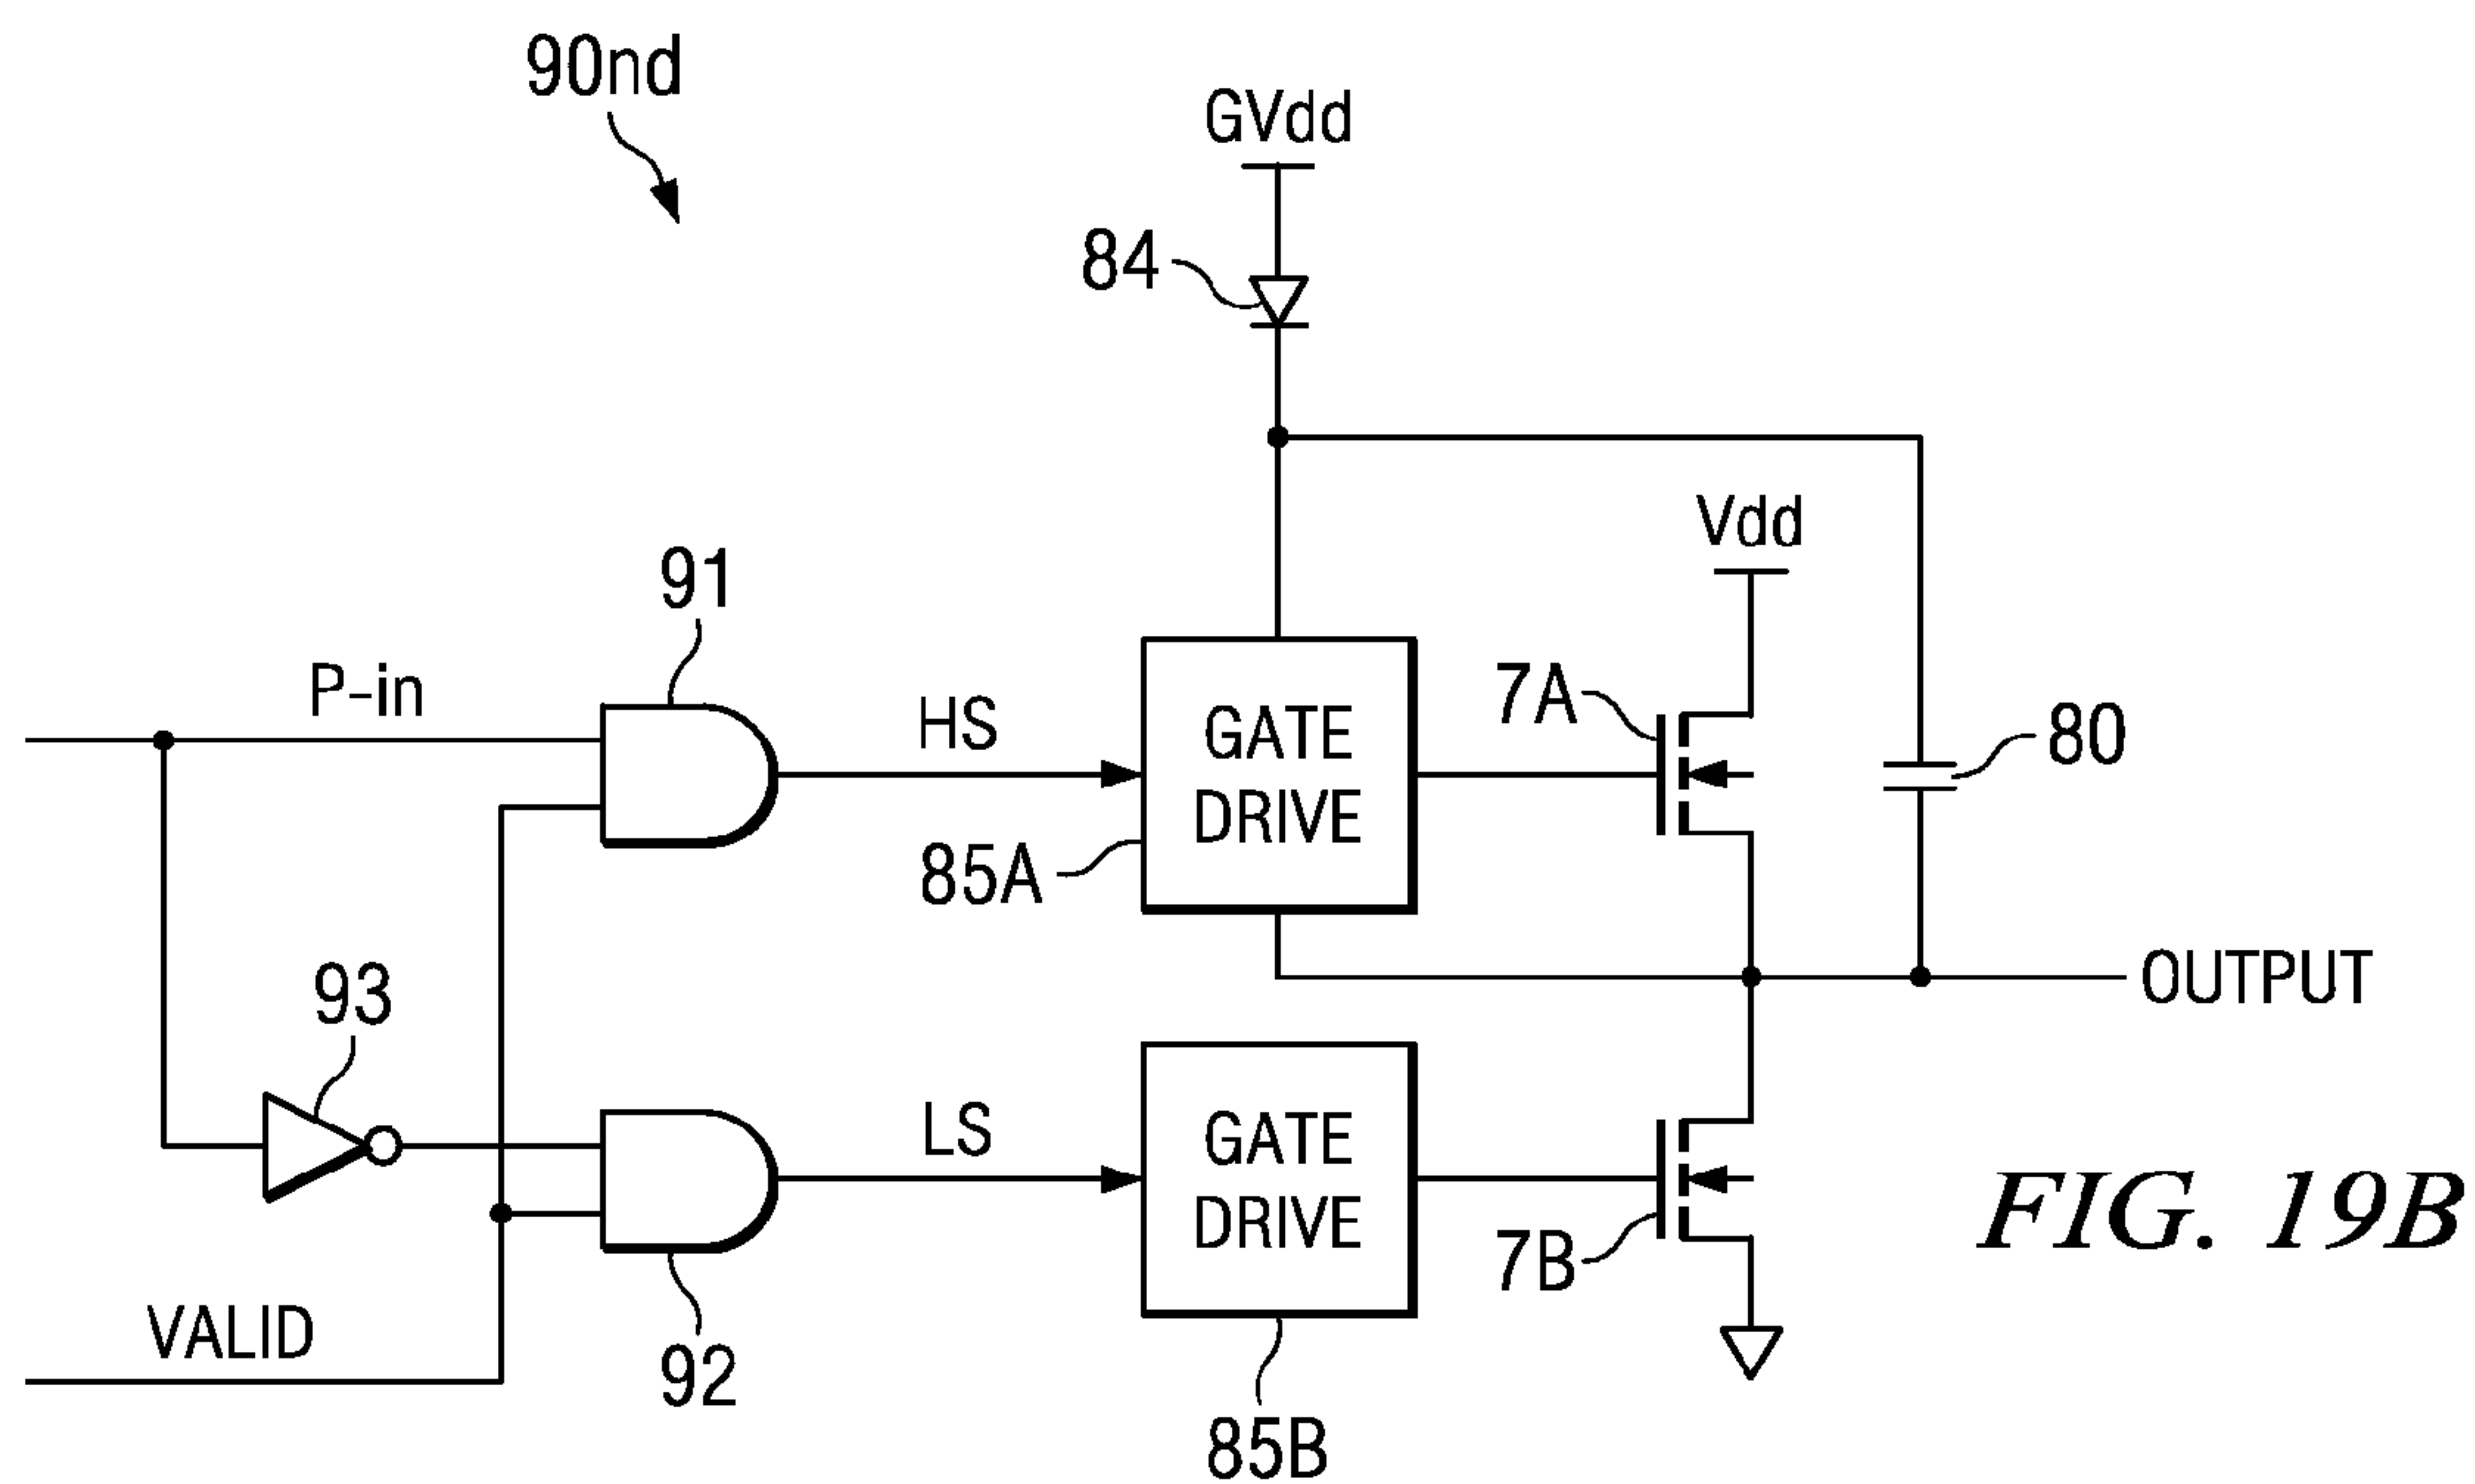 90nd
GVdd
84
Vdd
91
P-in
HS
GATE
DRIVE
7A
80
85A
OUTPUT
93
LS
GATE
DRIVE
7B
FIG. 19B
VALID
92
85B